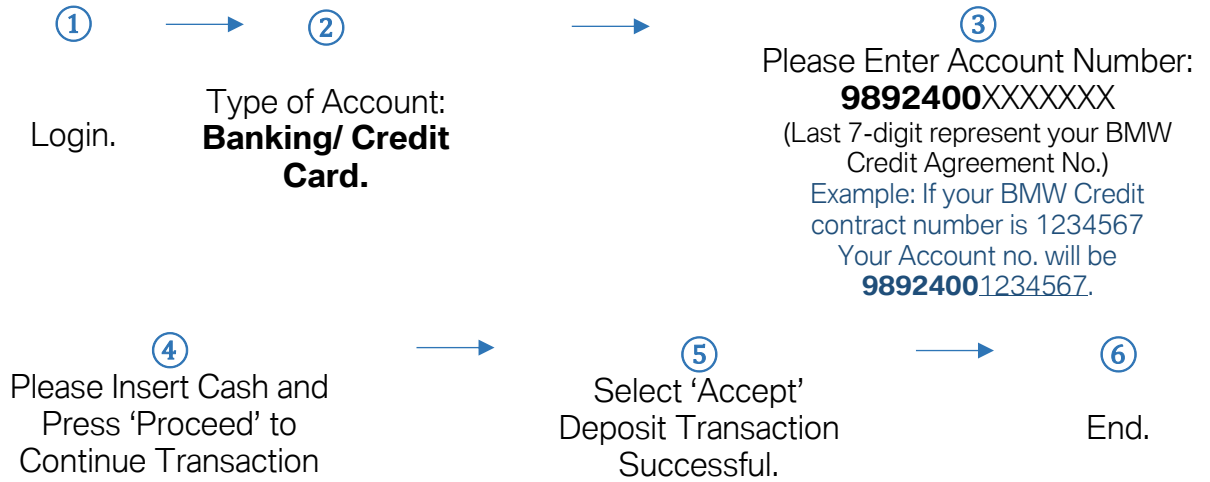 ①
②
③
Login.
Type of Account:
Banking/ Credit
Card.
Please Enter Account Number:
9892400XXXXXXX
(Last 7-digit represent your BMW
Credit Agreement No.)
Example: If your BMW Credit
contract number is 1234567
Your Account no. will be
98924001234567.
④
Please Insert Cash and
Press ‘Proceed’ to
Continue Transaction
⑤
Select ‘Accept’
Deposit Transaction
Successful.
⑥
End.